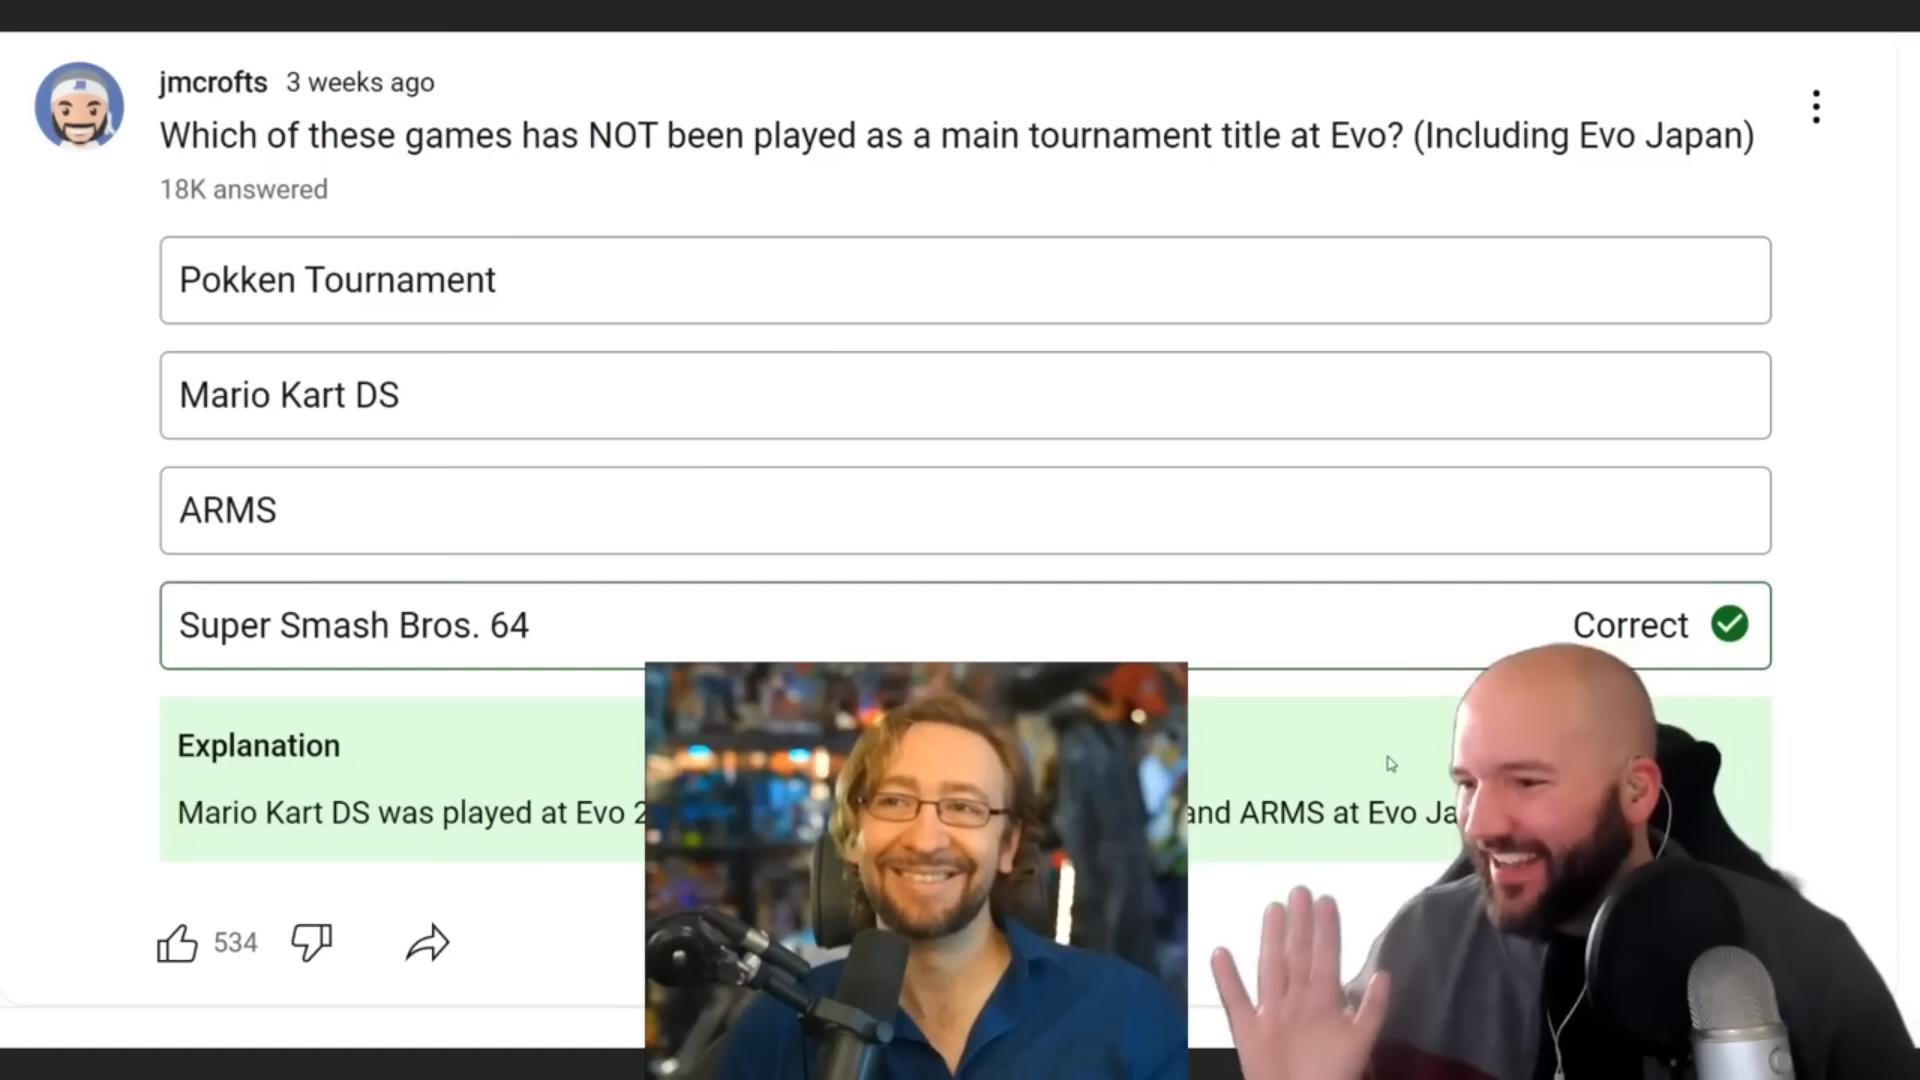 jmcrofts 3 weeks ago
Which of these games has NOT been played as a main tournament title at Evo? (Including Evo Japan)
18K answered
Pokken Tournament
Mario Kart DS
ARMS
Super Smash Bros. 64 Correct
Explanation
Mario Kart DS was played at Evo and ARMS at Evo
534